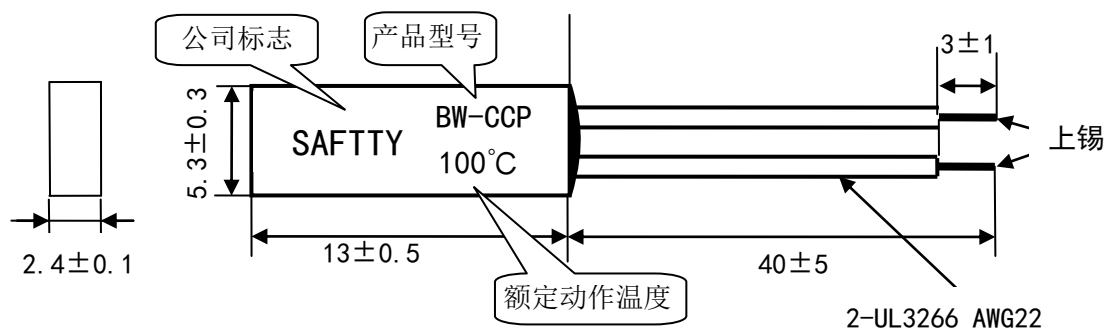 公司标志
产品型号
3±1
5.3±0.3
SAFTTY
BW-CCP
100℃
上锡
2.4±0.1
13±0.5
40±5
额定动作温度
2-UL3266 AWG22